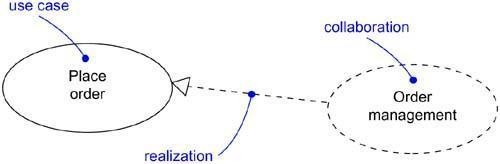 use case
collaboration
Place
order
Order
management
realization